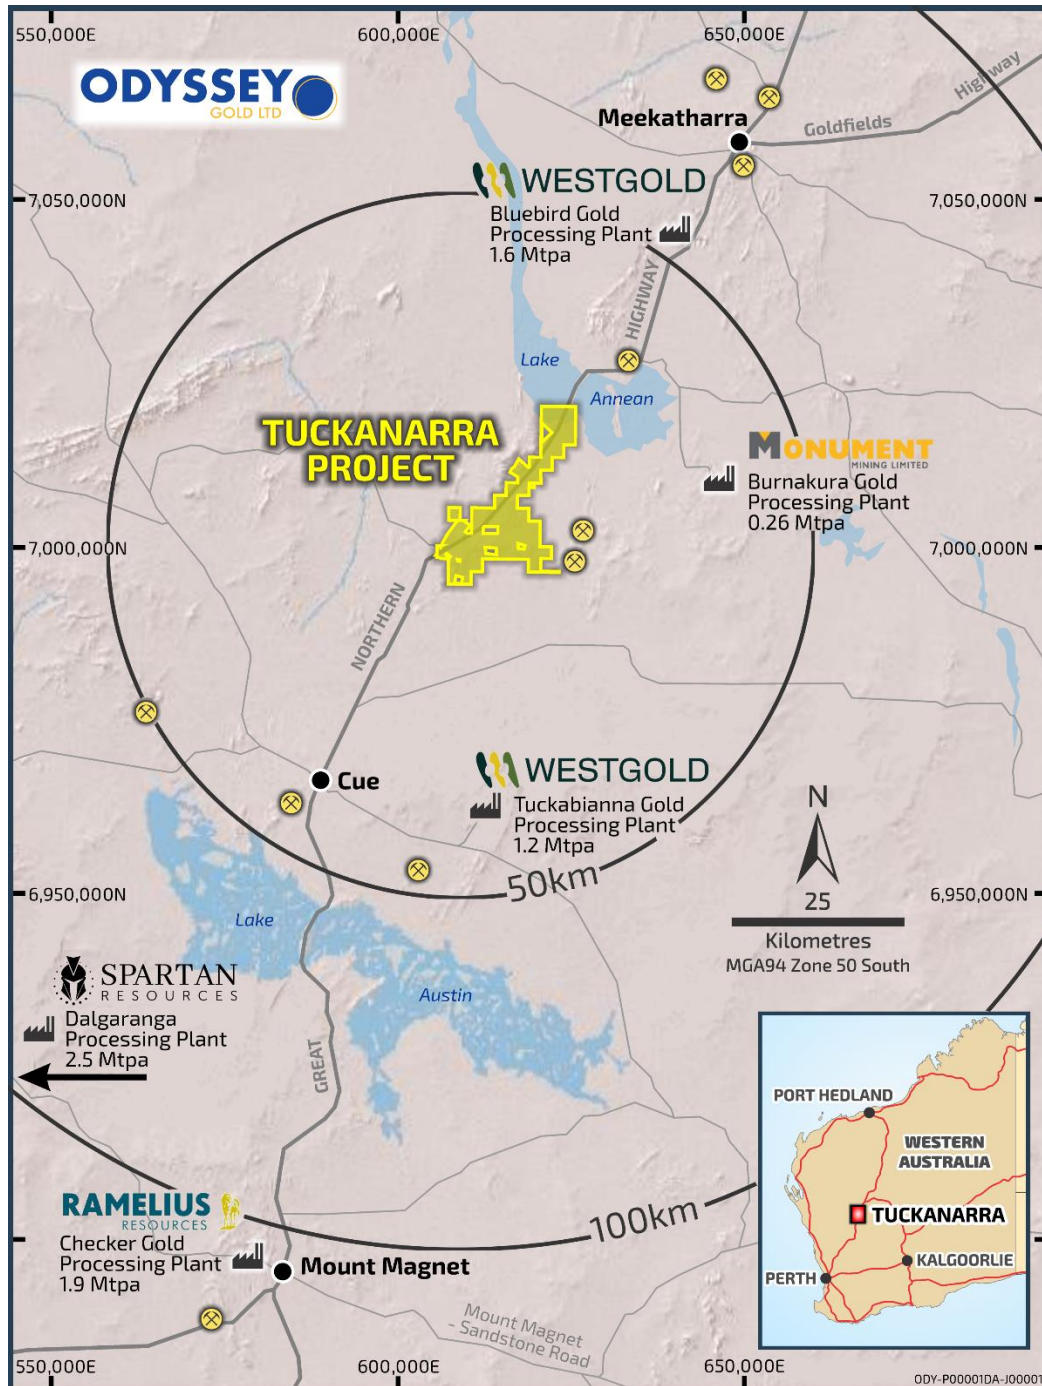 550,000E
600,000E
650,000E
ODYSSEY
GOLD LTD
Highway
Goldfields
Meekatharra
WESTGOLD
Bluebird Gold
Processing Plant
1.6 Mtpa
7,050,000N
7,050,000N
HIGHWAY
Lake
Annean
TUCKANARRA
PROJECT
MONUMENT
MINING LIMITED
Burnakura Gold
Processing Plant
0.26 Mtpa
7,000,000N
7,000,000N
NORTHERN
Cue
WESTGOLD
Tuckabianna Gold
Processing Plant
1.2 Mtpa
50km
N
25
Kilometres
MGA94 Zone 50 South
6,950,000N
6,950,000N
Lake
Austin
SPARTAN
RESOURCES
Dalgaranga
Processing Plant
2.5 Mtpa
GREAT
PORT HEDLAND
WESTERN
AUSTRALIA
TUCKANARRA
KALGOORLIE
PERTH
100km
RAMELIUS
RESOURCES
Checker Gold
Processing Plant
1.9 Mtpa
Mount Magnet
Mount Magnet
- Sandstone Road
550,000E
600,000E
650,000E
ODY-P00001DA-J00001